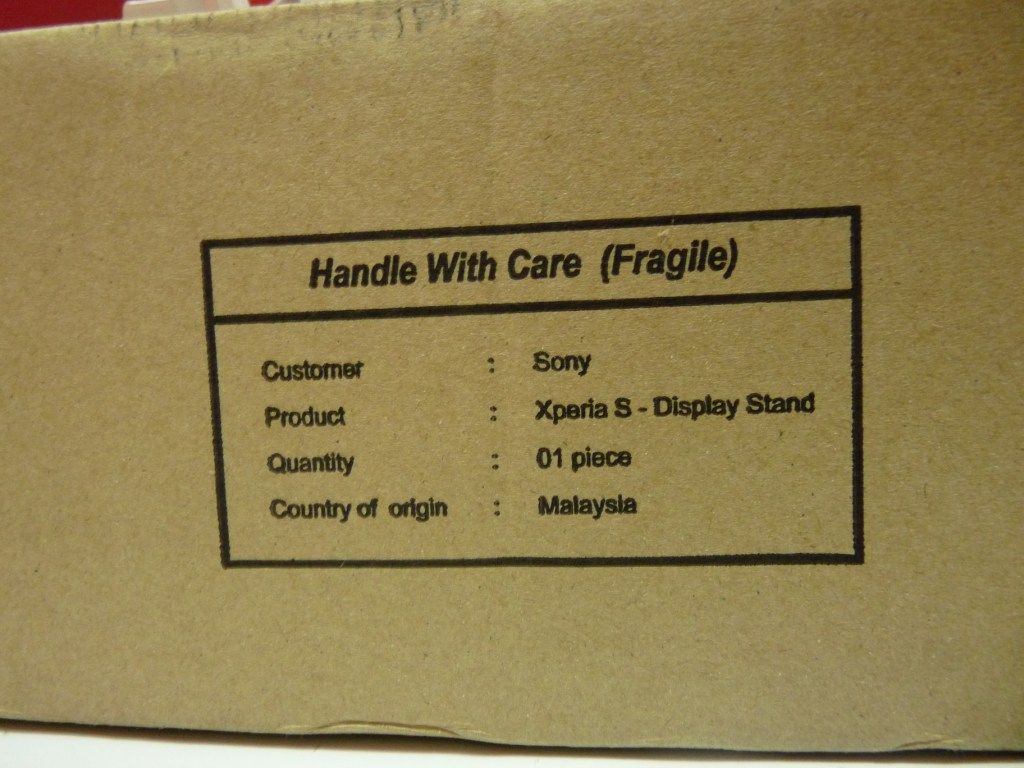 Handle With Care (Fragile)
Customer : Sony
Product : Xperia S - Display Stand
Quantity : 01 piece
Country of origin : Malaysia